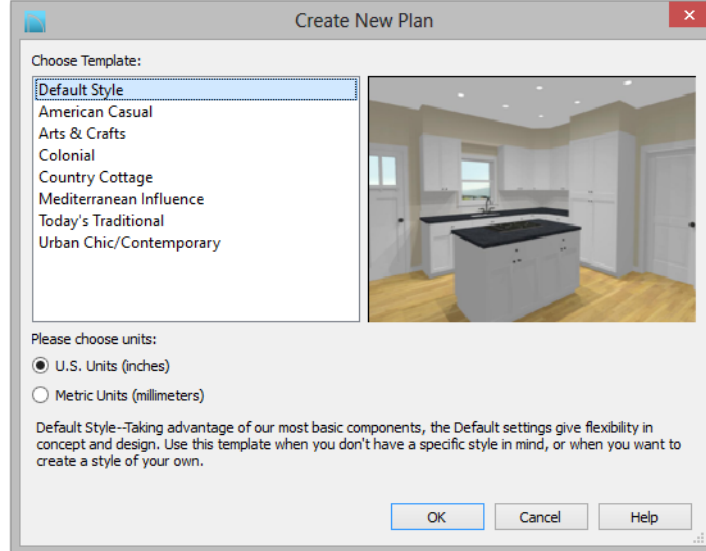 Create New Plan
Choose Template:
Default Style
American Casual
Arts & Crafts
Colonial
Country Cottage
Mediterranean Influence
Today's Traditional
Urban Chic/Contemporary
Please choose units:
U.S. Units (inches)
Metric Units (millimeters)
Default Style--Taking advantage of our most basic components, the Default settings give flexibility in
concept and design. Use this template when you don't have a specific style in mind, or when you want to
create a style of your own.
OK
Cancel
Help